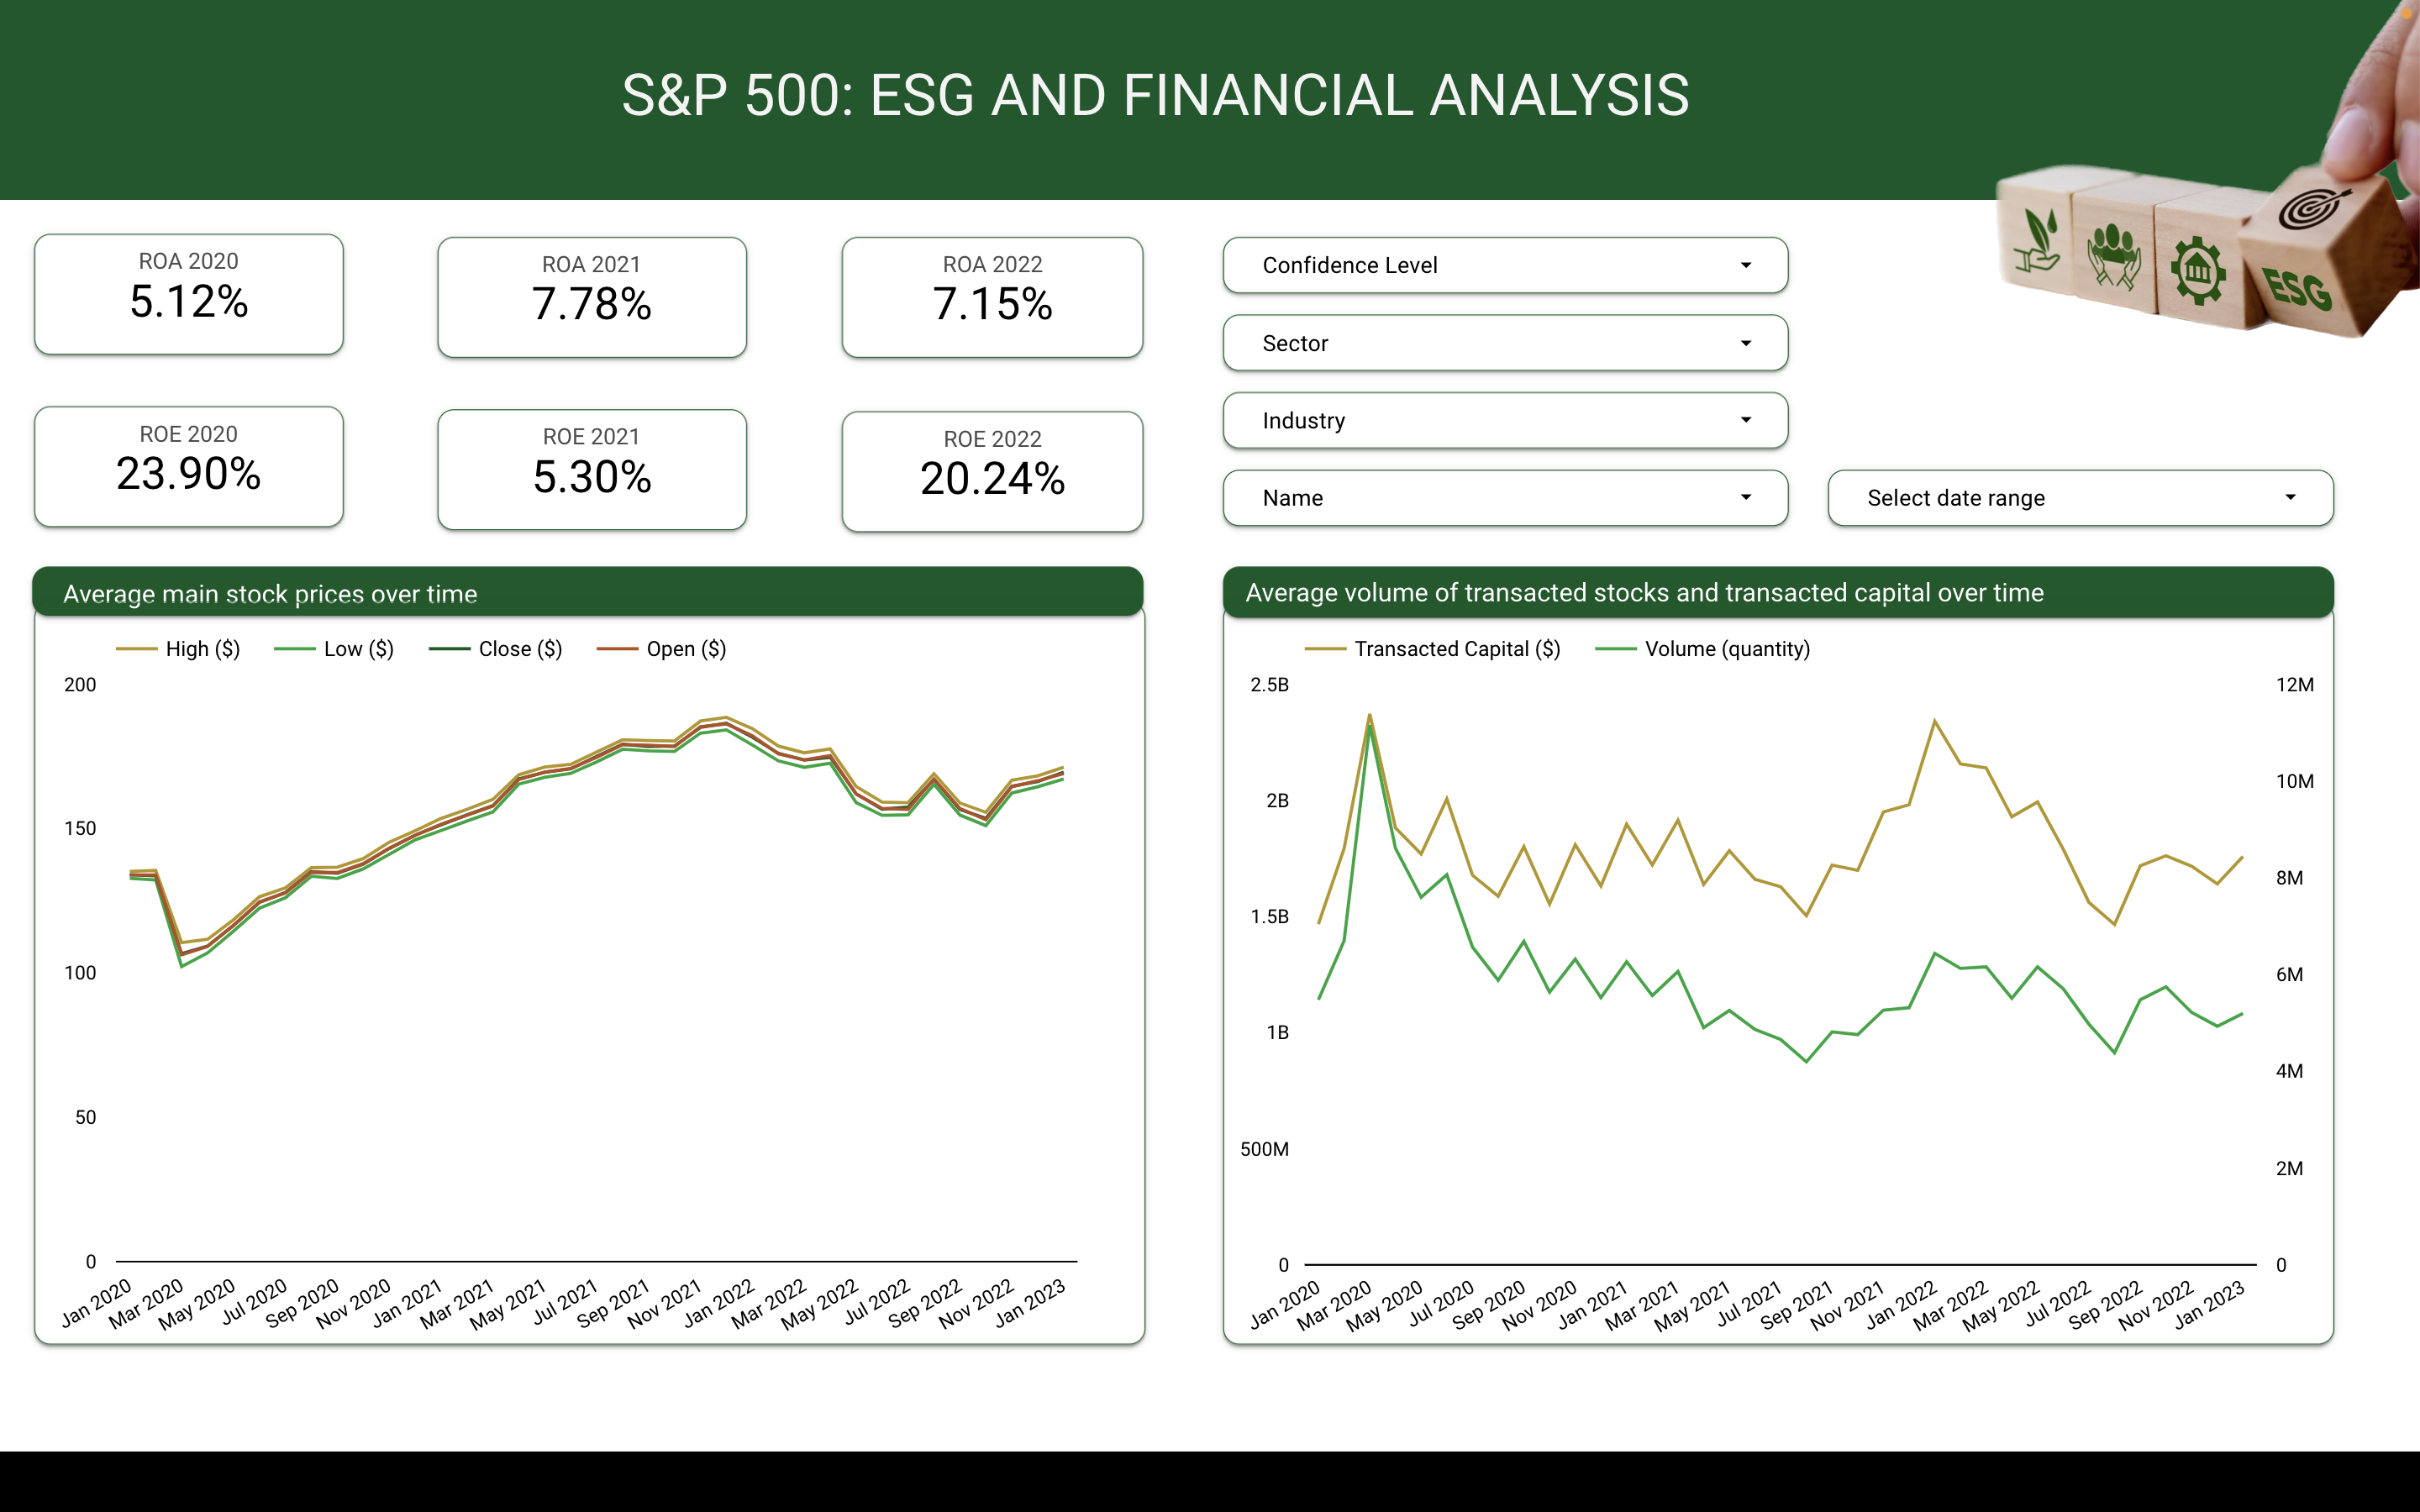 S&P 500: ESG AND FINANCIAL ANALYSIS
ESG
ROA 2020
5.12%
ROA 2021
7.78%
ROA 2022
7.15%
ROE 2020
23.90%
ROE 2021
5.30%
ROE 2022
20.24%
Confidence Level
Sector
Industry
Name
Select date range
Average main stock prices over time
High ($) Low ($) Close ($) Open ($)
200
150
100
50
0
Jan 2020 Mar 2020 May 2020 Jul 2020 Sep 2020 Nov 2020 Jan 2021 Mar 2021 May 2021 Jul 2021 Sep 2021 Nov 2021 Jan 2022 Mar 2022 May 2022 Jul 2022 Sep 2022 Nov 2022 Jan 2023
Average volume of transacted stocks and transacted capital over time
Transacted Capital ($) Volume (quantity)
2.5B
2B
1.5B
1B
500M
0
12M
10M
8M
6M
4M
2M
0
Jan 2020 Mar 2020 May 2020 Jul 2020 Sep 2020 Nov 2020 Jan 2021 Mar 2021 May 2021 Jul 2021 Sep 2021 Nov 2021 Jan 2022 Mar 2022 May 2022 Jul 2022 Sep 2022 Nov 2022 Jan 2023